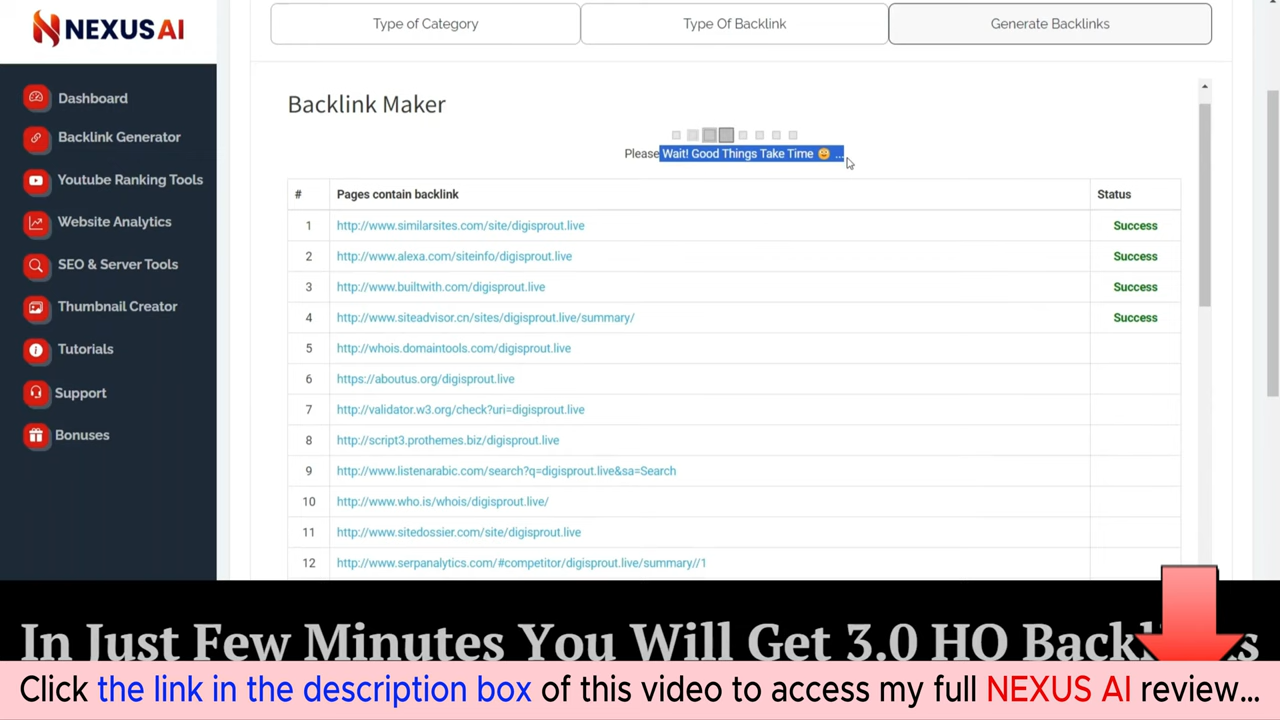 NEXUS AI
Type of Category
Type Of Backlink
Generate Backlinks
Dashboard
Backlink Generator
Youtube Ranking Tools
Website Analytics
SEO & Server Tools
Thumbnail Creator
Tutorials
Support
Bonuses
Backlink Maker
Please Wait! Good Things Take Time 😀 ...
# Pages contain backlink Status
1 http://www.similarsites.com/site/digisprout.live Success
2 http://www.alexa.com/siteinfo/digisprout.live Success
3 http://www.builtwith.com/digisprout.live Success
4 http://www.siteadvisor.cn/sites/digisprout.live/summary/ Success
5 http://whois.domaintools.com/digisprout.live
6 https://aboutus.org/digisprout.live
7 http://validator.w3.org/check?uri=digisprout.live
8 http://script3.prothemes.biz/digisprout.live
9 http://www.listenarabic.com/search?q=digisprout.live&sa=Search
10 http://www.who.is/whois/digisprout.live/
11 http://www.sitedossier.com/site/digisprout.live
12 http://www.serpanalytics.com/#competitor/digisprout.live/summary//1
In Just Few Minutes You Will Get 3.0 HQ Backlinks
Click the link in the description box of this video to access my full NEXUS AI review...